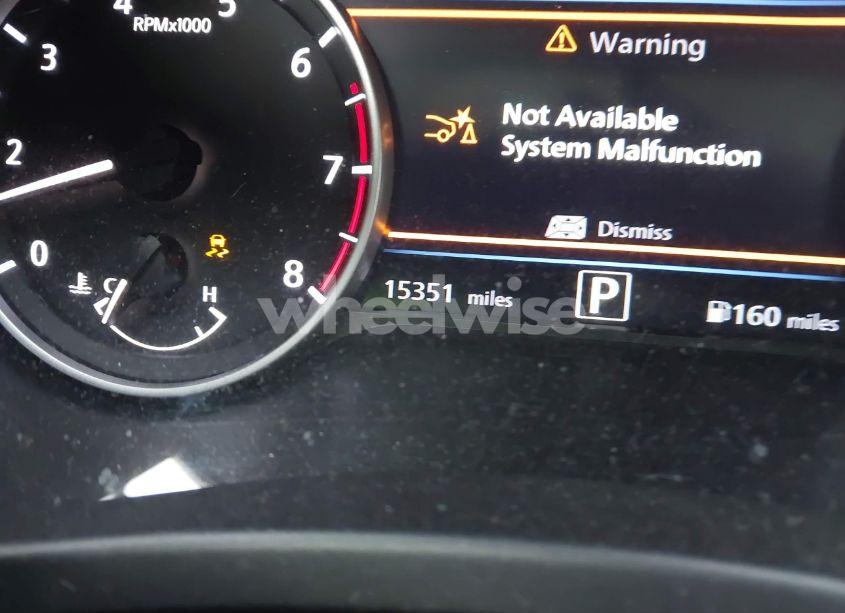 4
5
RPMx1000
3
6
2
7
0
8
C
H
Warning
Not Available
System Malfunction
Dismiss
15351 miles
P
160 miles
wheelwise